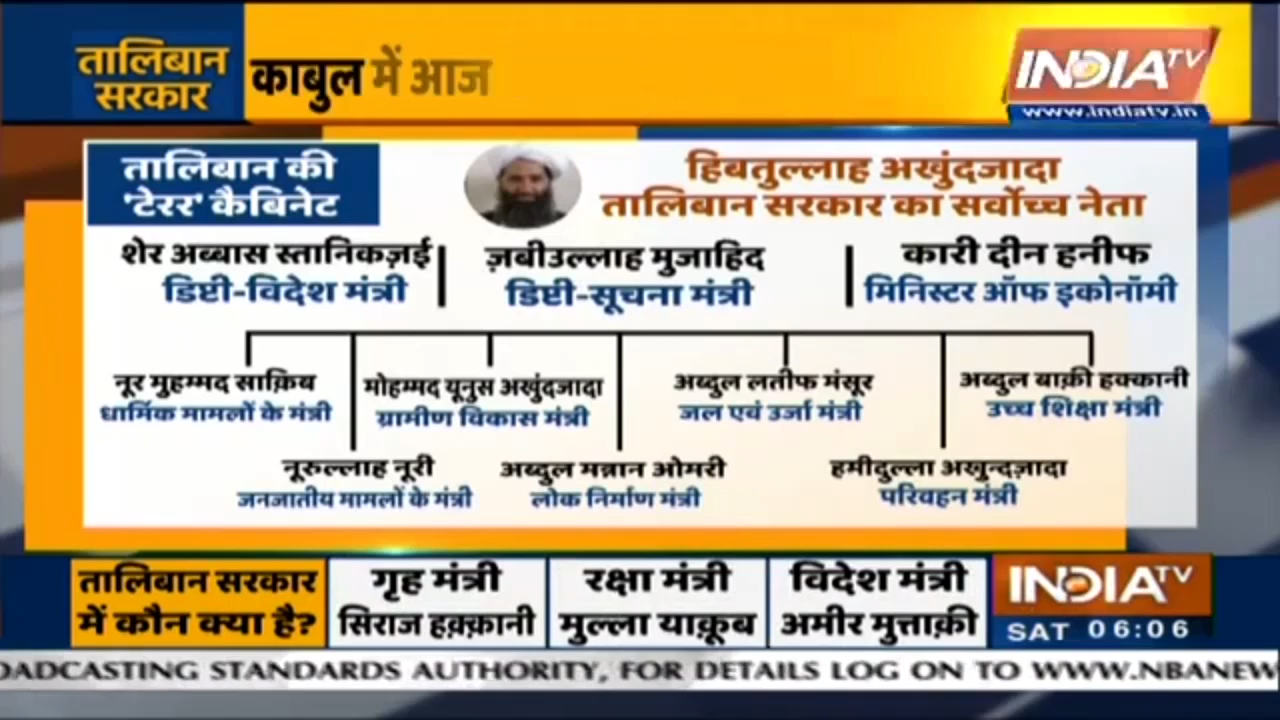 तालिबान
सरकार
काबुल में आज
INDIA TV
www.indiatv.in
तालिबान की
'टेरर' कैबिनेट
हिबतुल्लाह अखुंदजादा
तालिबान सरकार का सर्वोच्च नेता
शेर अब्बास स्तानिकज़ई
डिप्टी-विदेश मंत्री
ज़बीउल्लाह मुजाहिद
डिप्टी-सूचना मंत्री
कारी दीन हनीफ
मिनिस्टर ऑफ इकोनॉमी
नूर मुहम्मद साक़िब
धार्मिक मामलों के मंत्री
मोहम्मद यूनुस अखुंदजादा
ग्रामीण विकास मंत्री
अब्दुल लतीफ मंसूर
जल एवं उर्जा मंत्री
अब्दुल बाक़ी हक्कानी
उच्च शिक्षा मंत्री
नूरुल्लाह नूरी
जनजातीय मामलों के मंत्री
अब्दुल मन्नान ओमरी
लोक निर्माण मंत्री
हमीदुल्ला अखुन्दज़ादा
परिवहन मंत्री
तालिबान सरकार
में कौन क्या है?
गृह मंत्री
सिराज हक़्क़ानी
रक्षा मंत्री
मुल्ला याक़ूब
विदेश मंत्री
अमीर मुत्ताक़ी
INDIA TV
SAT 06:06
OADCASTING STANDARDS AUTHORITY, FOR DETAILS LOG ON TO WWW.NBANEW